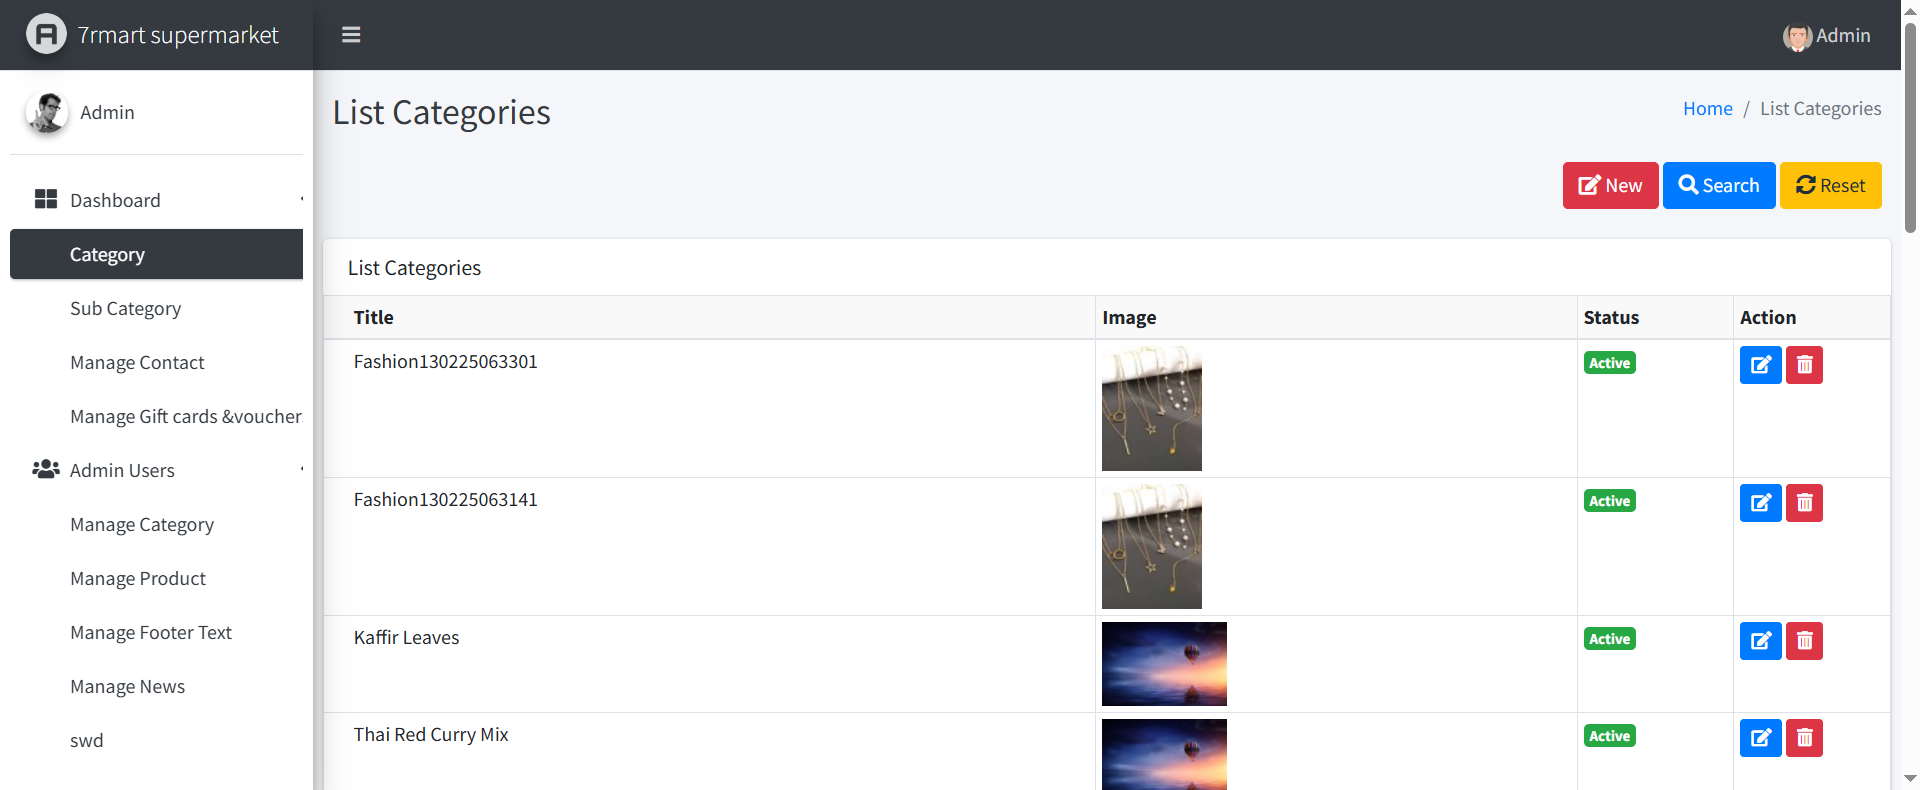 7rmart supermarket
Admin
Admin
List Categories
Home / List Categories
New
Search
Reset
Dashboard
Category
Sub Category
Manage Contact
Manage Gift cards &voucher
Admin Users
Manage Category
Manage Product
Manage Footer Text
Manage News
swd
List Categories
Title Image Status Action
Fashion130225063301 Active
Fashion130225063141 Active
Kaffir Leaves Active
Thai Red Curry Mix Active